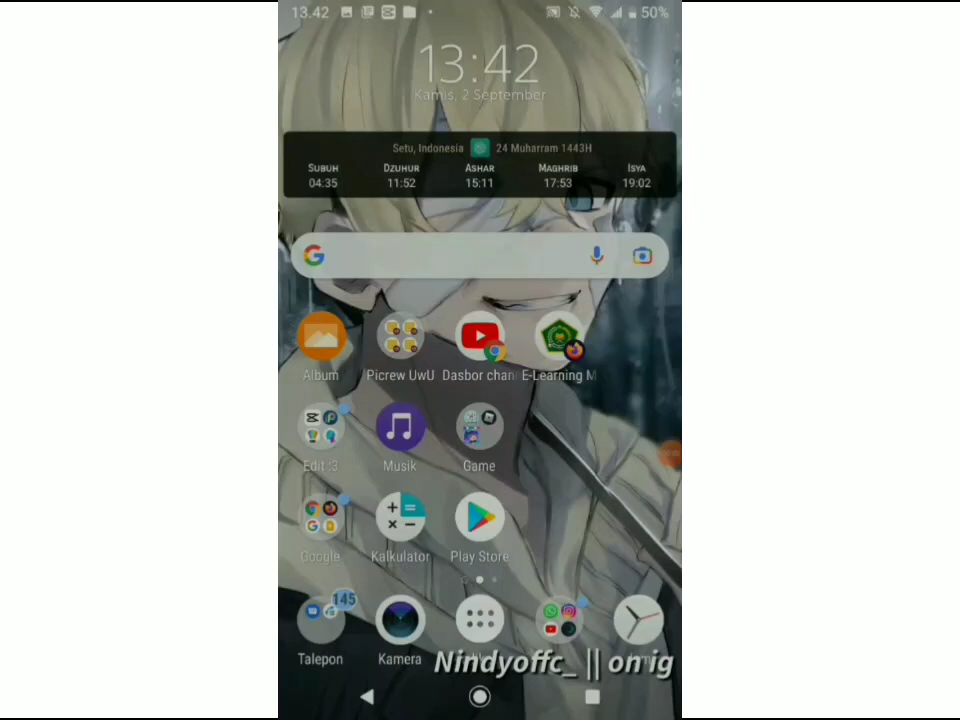 13.42 50%
13:42
Kamis, 2 September
Setu, Indonesia 24 Muharram 1443H
SUBUH DZUHUR ASHAR MAGHRIB ISYA
04:35 11:52 15:11 17:53 19:02
Album Picrew UwU Dasbor chan E-Learning M
Edit :3 Musik Game
Google Kalkulator Play Store
145
Talepon Kamera
Nindyoffc_ || on ig